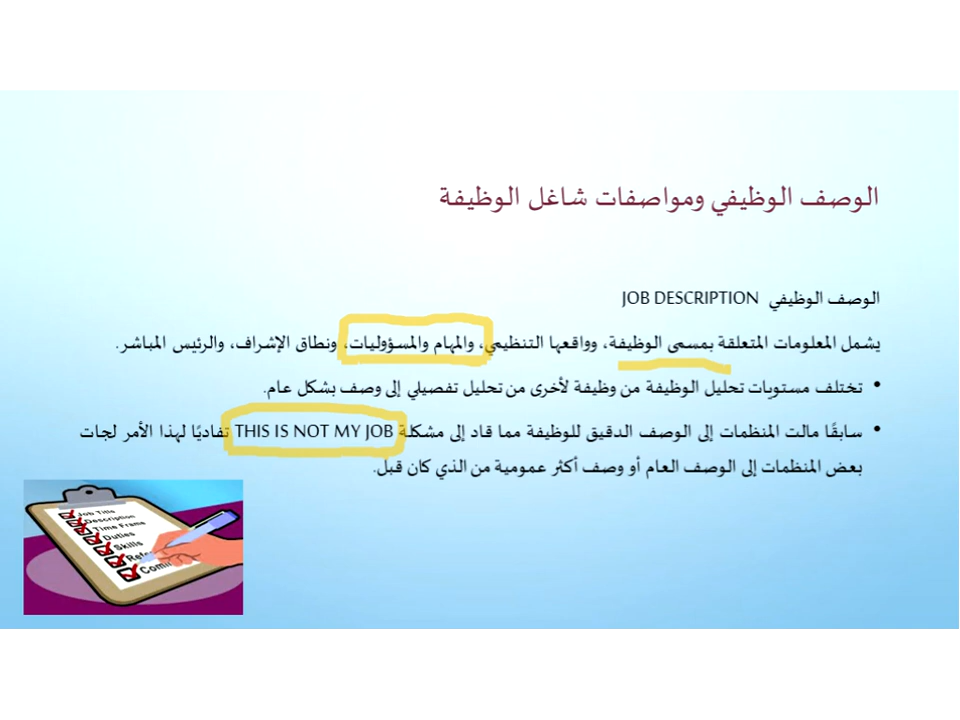 الوصف الوظيفي ومواصفات شاغل الوظيفة
الوصف الوظيفي JOB DESCRIPTION
يشمل المعلومات المتعلقة بمسعى الوظيفة، وواقعها التنظيمي، والمهام والمسؤوليات، ونطاق الإشراف، والرئيس المباشر.
• تختلف مستويات تحليل الوظيفة من وظيفة لأخرى من تحليل تفصيلي إلى وصف بشكل عام.
• سابقًا مالت المنظمات إلى الوصف الدقيق للوظيفة مما قاد إلى مشكلة THIS IS NOT MY JOB تفاديًا لهذا الأمر لجات
بعض المنظمات إلى الوصف العام أو وصف أكثر عمومية من الذي كان قبل.
Job Title
Description
Time Frame
Duties
Skills